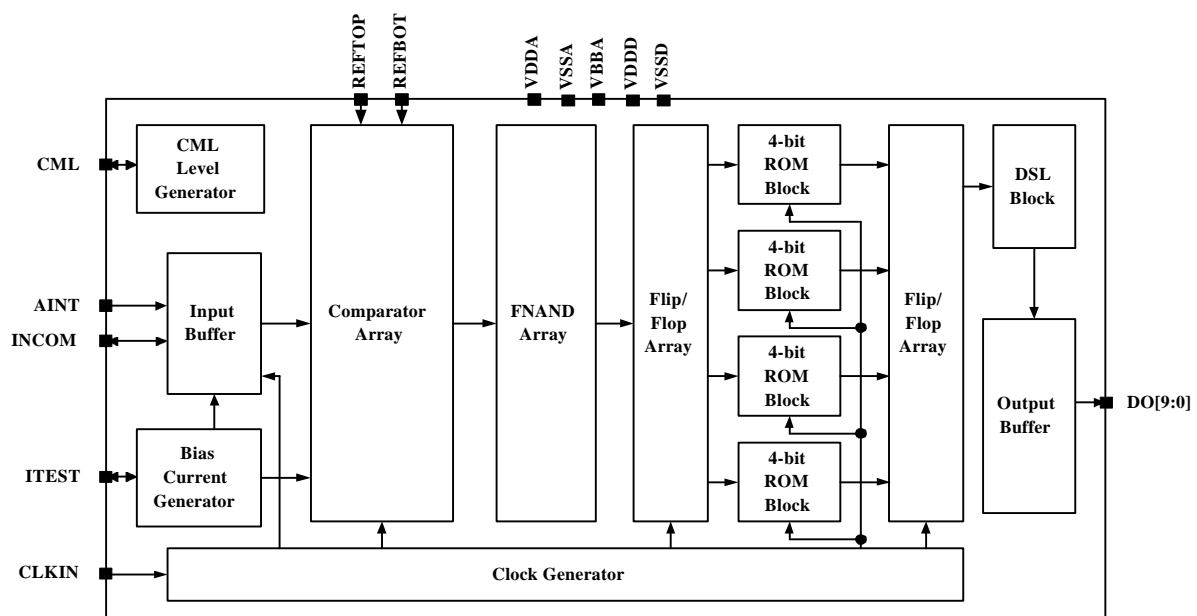 REFTOP
REFBOT
VDDA
VSSA
VBBA
VDDD
VSSD
CML
CML
Level
Generator
AINT
INCOM
Input
Buffer
ITEST
Bias
Current
Generator
CLKIN
Comparator
Array
FNAND
Array
Flip/
Flop
Array
4-bit
ROM
Block
4-bit
ROM
Block
4-bit
ROM
Block
4-bit
ROM
Block
Flip/
Flop
Array
DSL
Block
Output
Buffer
DO[9:0]
Clock Generator